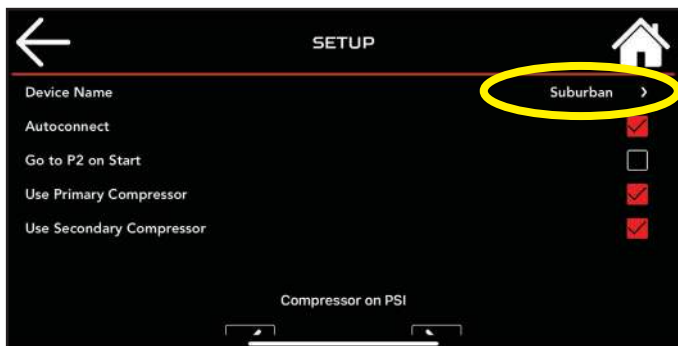 SETUP
Device Name Suburban >
Autoconnect
Go to P2 on Start
Use Primary Compressor
Use Secondary Compressor
Compressor on PSI